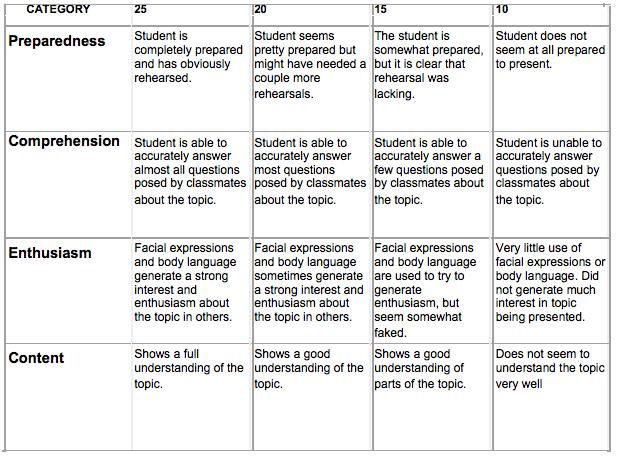 CATEGORY 25 20 15 10
Preparedness
Student is
completely prepared
and has obviously
rehearsed.
Student seems
pretty prepared but
might have needed a
couple more
rehearsals.
The student is
somewhat prepared,
but it is clear that
rehearsal was
lacking.
Student does not
seem at all prepared
to present.
Comprehension
Student is able to
accurately answer
almost all questions
posed by classmates
about the topic.
Student is able to
accurately answer
most questions
posed by classmates
about the topic.
Student is able to
accurately answer a
few questions posed
by classmates about
the topic.
Student is unable to
accurately answer
questions posed by
classmates about
the topic.
Enthusiasm
Facial expressions
and body language
generate a strong
interest and
enthusiasm about
the topic in others.
Facial expressions
and body language
sometimes generate
a strong interest and
enthusiasm about
the topic in others.
Facial expressions
and body language
are used to try to
generate
enthusiasm, but
seem somewhat
faked.
Very little use of
facial expressions or
body language. Did
not generate much
interest in topic
being presented.
Content
Shows a full
understanding of the
topic.
Shows a good
understanding of the
topic.
Shows a good
understanding of
parts of the topic.
Does not seem to
understand the topic
very well